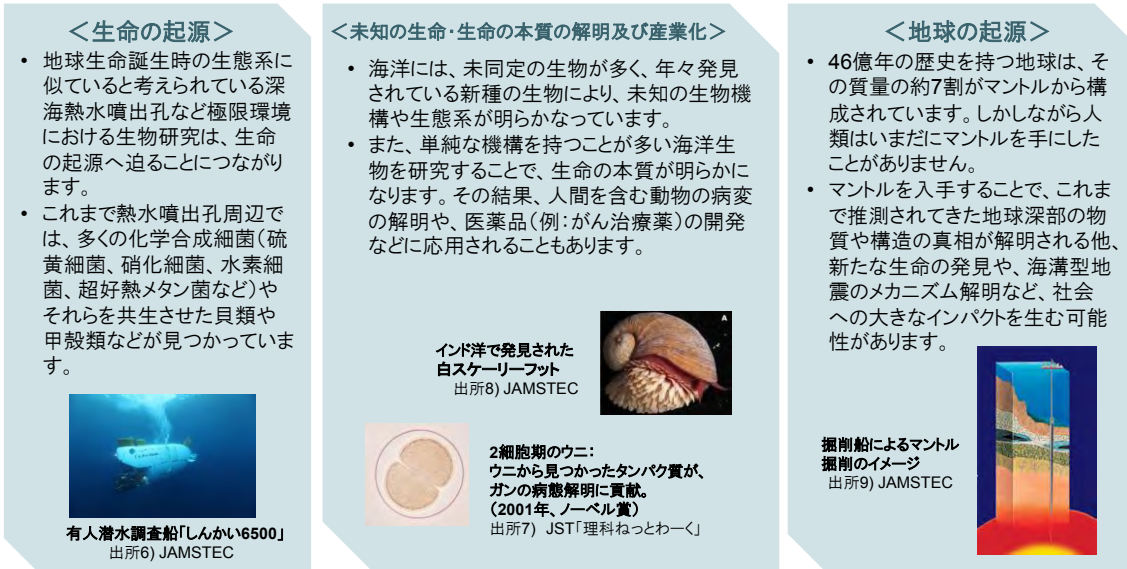 ＜生命の起源＞
• 地球生命誕生時の生態系に
似ていると考えられている深
海熱水噴出孔など極限環境
における生物研究は、生命
の起源へ迫ることにつながり
ます。
• これまで熱水噴出孔周辺で
は、多くの化学合成細菌（硫
黄細菌、硝化細菌、水素細
菌、超好熱メタン菌など）や
それらを共生させた貝類や
甲殻類などが見つかっていま
す。
有人潜水調査船「しんかい6500」
出所6) JAMSTEC
＜未知の生命・生命の本質の解明及び産業化＞
• 海洋には、未同定の生物が多く、年々発見
されている新種の生物により、未知の生物機
構や生態系が明らかなっています。
• また、単純な機構を持つことが多い海洋生
物を研究することで、生命の本質が明らかに
なります。その結果、人間を含む動物の病変
の解明や、医薬品（例：がん治療薬）の開発
などに応用されることもあります。
インド洋で発見された
白スケーリーフット
出所8) JAMSTEC
A
2細胞期のウニ：
ウニから見つかったタンパク質が、
ガンの病態解明に貢献。
（2001年、ノーベル賞）
出所7) JST「理科ねっとわーく」
＜地球の起源＞
• 46億年の歴史を持つ地球は、そ
の質量の約7割がマントルから構
成されています。しかしながら人
類はいまだにマントルを手にした
ことがありません。
• マントルを入手することで、これま
で推測されてきた地球深部の物
質や構造の真相が解明される他、
新たな生命の発見や、海溝型地
震のメカニズム解明など、社会
への大きなインパクトを生む可能
性があります。
掘削船によるマントル
掘削のイメージ
出所9) JAMSTEC